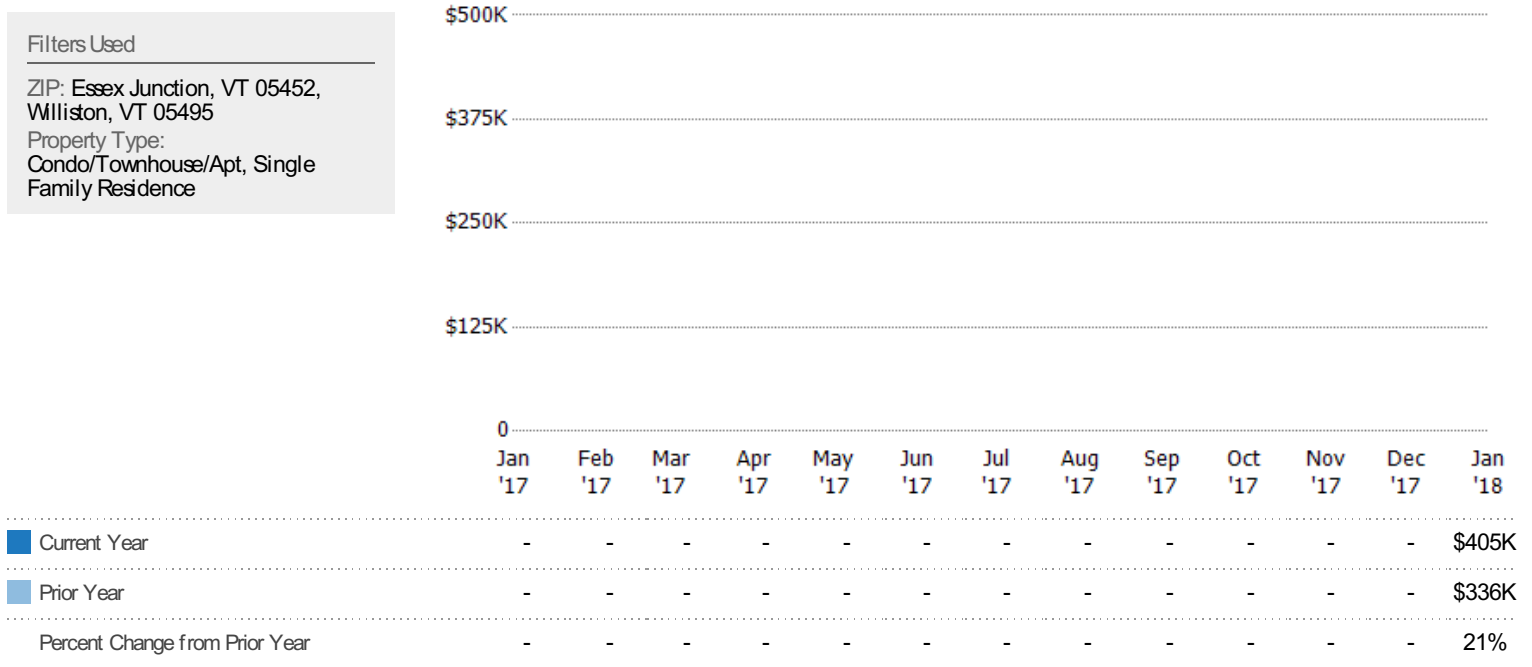 Filters Used
ZIP: Essex Junction, VT 05452,
Williston, VT 05495
Property Type:
Condo/Townhouse/Apt, Single
Family Residence
$500K
$375K
$250K
$125K
0
Jan '17 Feb '17 Mar '17 Apr '17 May '17 Jun '17 Jul '17 Aug '17 Sep '17 Oct '17 Nov '17 Dec '17 Jan '18
Current Year - - - - - - - - - - - - $405K
Prior Year - - - - - - - - - - - - $336K
Percent Change from Prior Year - - - - - - - - - - - - 21%